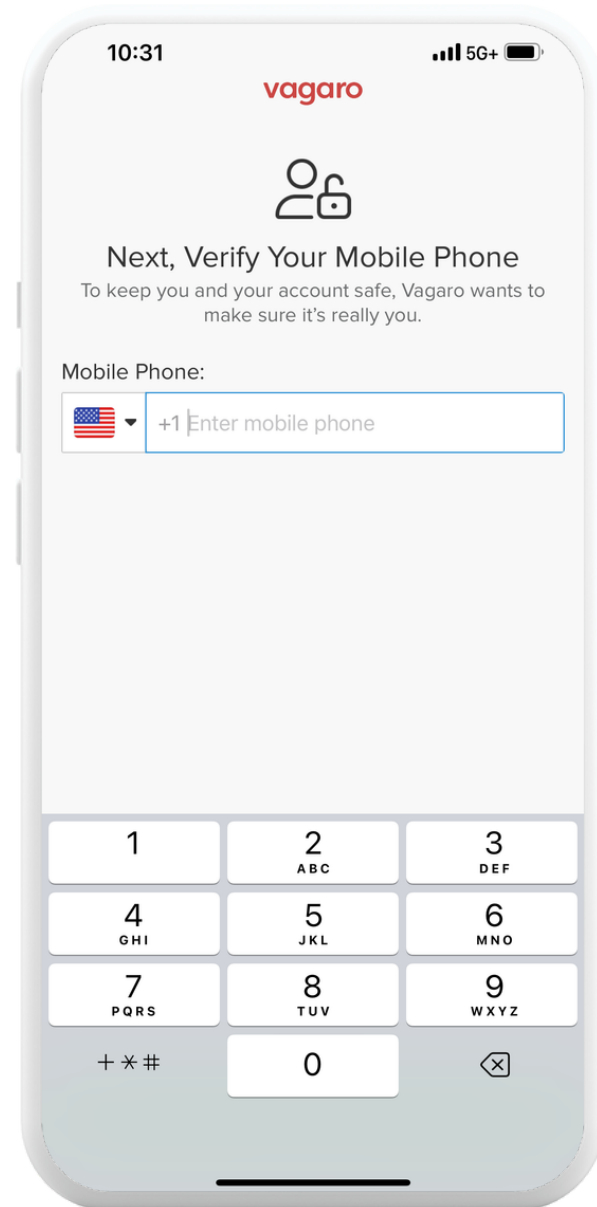 10:31 5G+
vagaro
Next, Verify Your Mobile Phone
To keep you and your account safe, Vagaro wants to
make sure it's really you.
Mobile Phone:
+1 Enter mobile phone
1 2 3
ABC DEF
4 5 6
GHI JKL MNO
7 8 9
PQRS TUV WXYZ
+*# 0